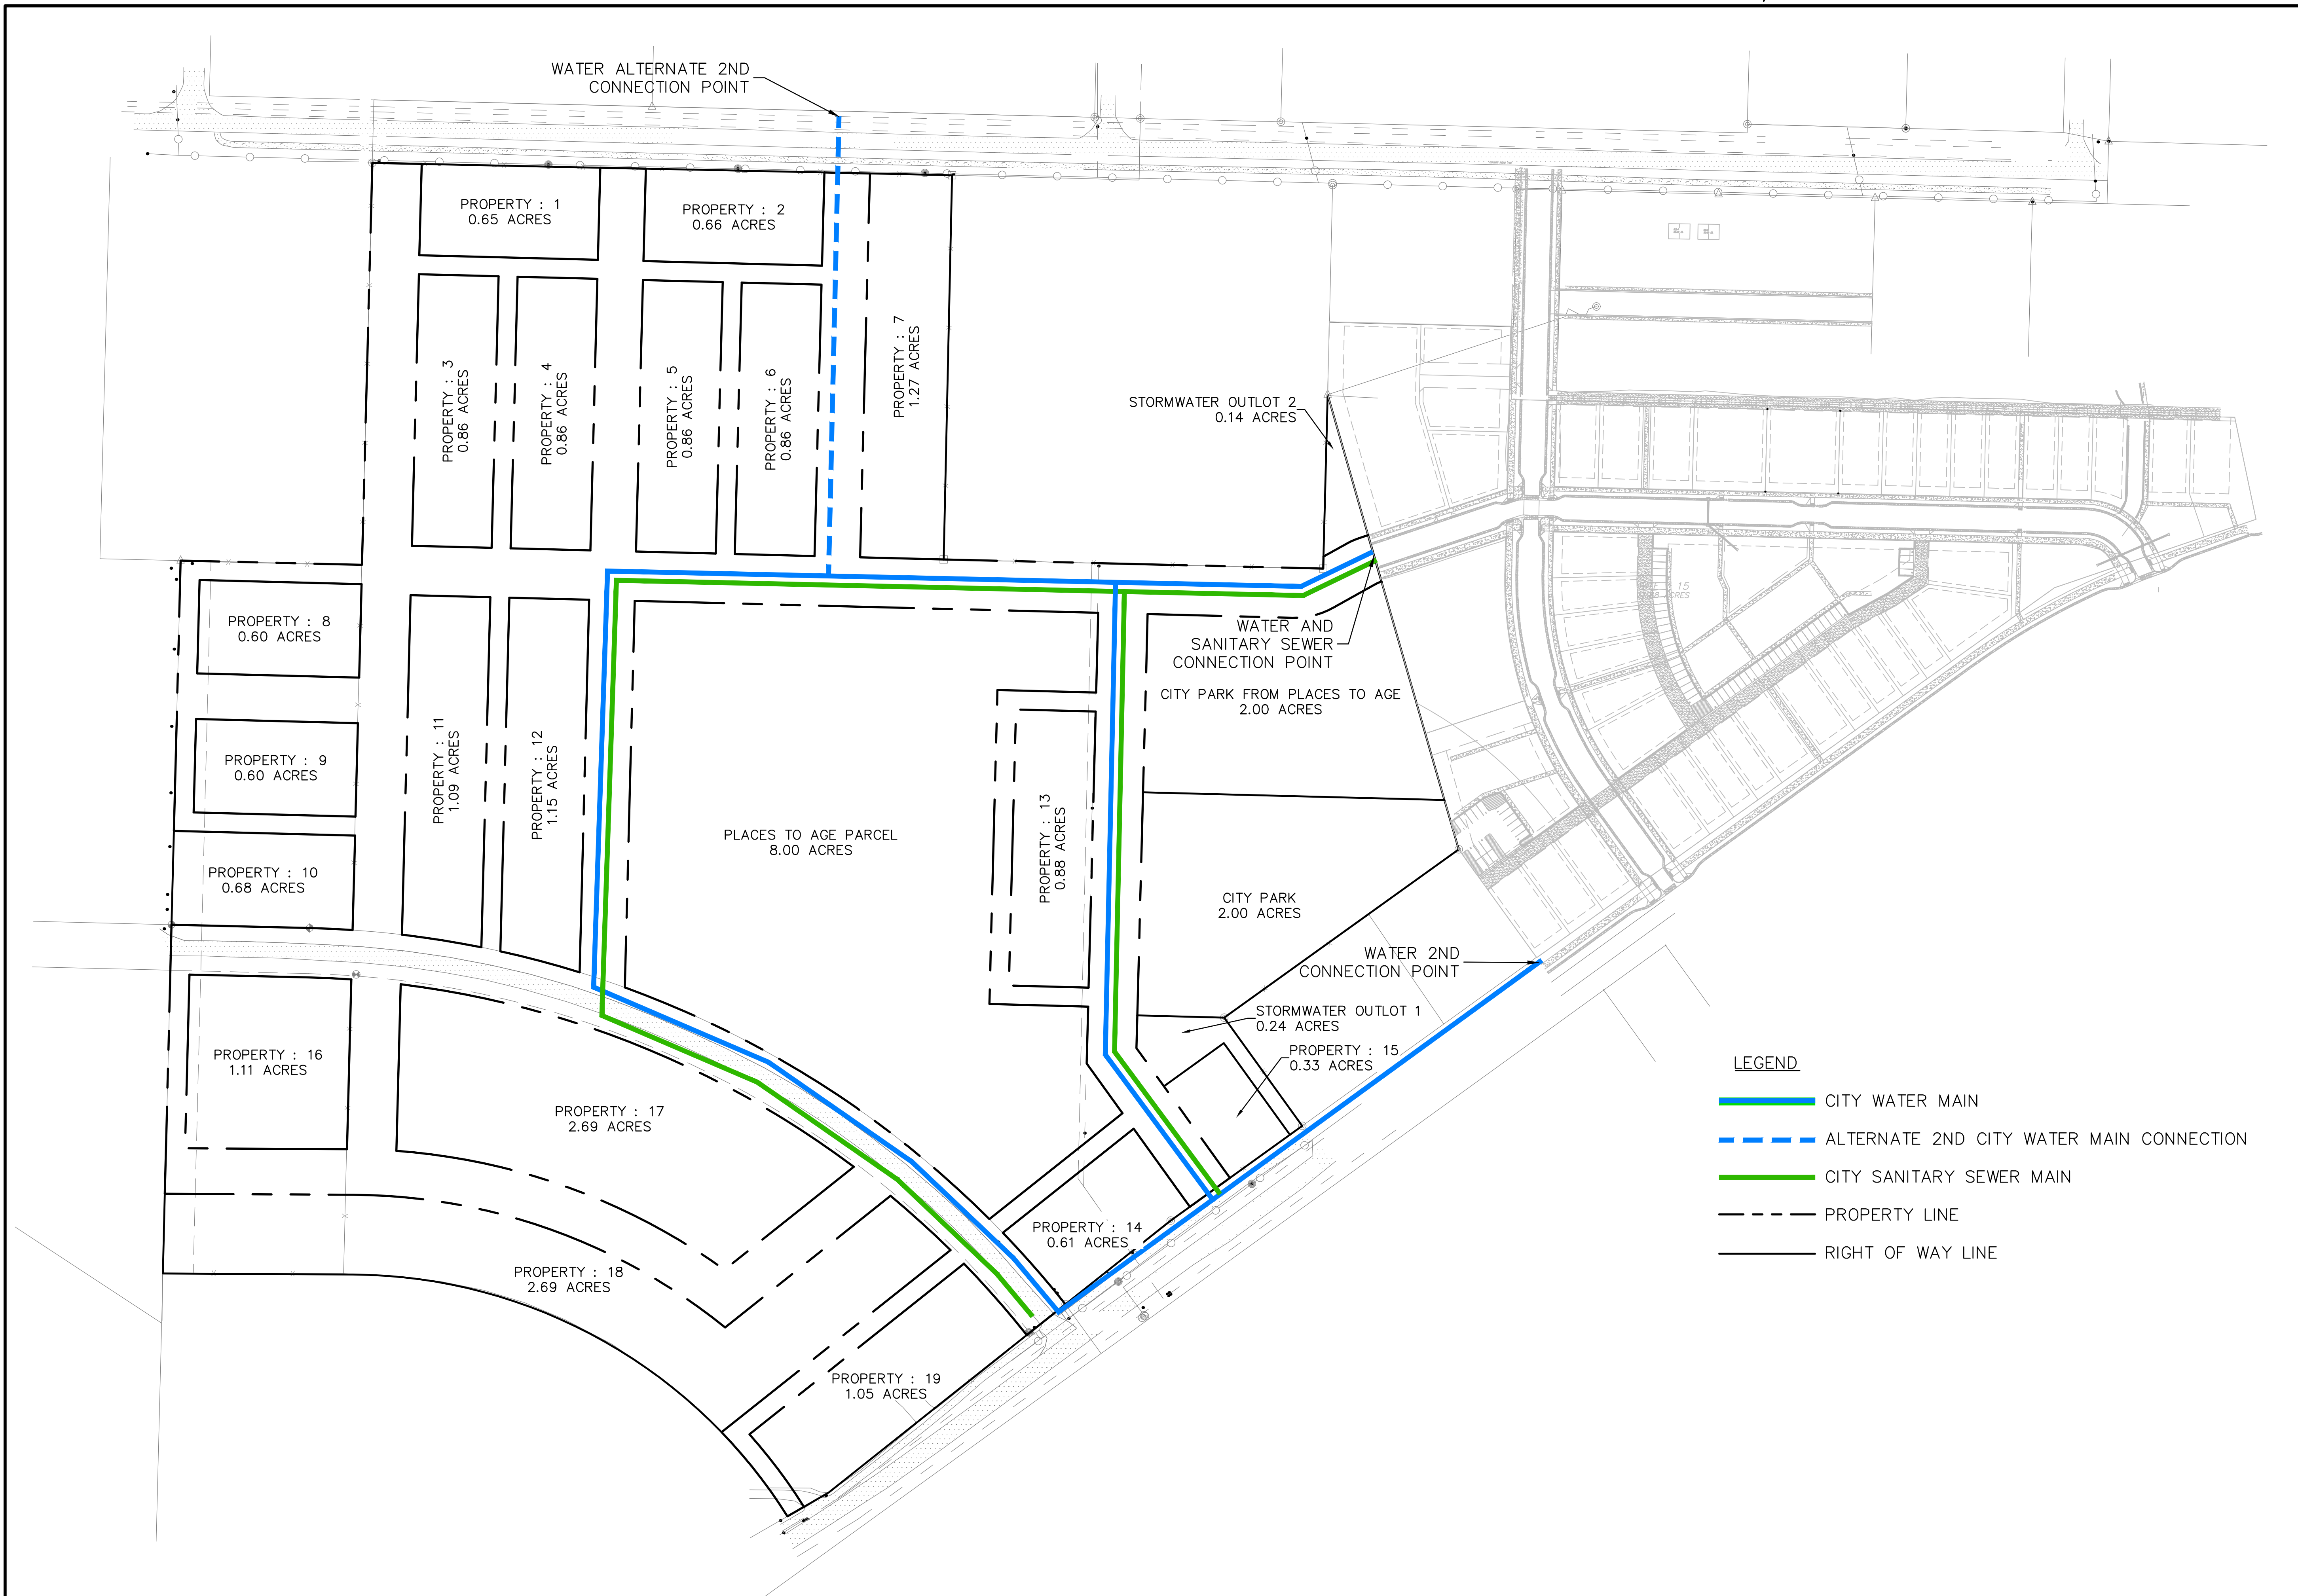 WATER ALTERNATE 2ND
CONNECTION POINT
PROPERTY : 1
0.65 ACRES
PROPERTY : 2
0.66 ACRES
PROPERTY : 3
0.86 ACRES
PROPERTY : 4
0.86 ACRES
PROPERTY : 5
0.86 ACRES
PROPERTY : 6
0.86 ACRES
PROPERTY : 7
1.27 ACRES
STORMWATER OUTLOT 2
0.14 ACRES
PROPERTY : 8
0.60 ACRES
WATER AND
SANITARY SEWER
CONNECTION POINT
CITY PARK FROM PLACES TO AGE
2.00 ACRES
PROPERTY : 9
0.60 ACRES
PROPERTY : 11
1.09 ACRES
PROPERTY : 12
1.15 ACRES
PLACES TO AGE PARCEL
8.00 ACRES
PROPERTY : 13
0.88 ACRES
PROPERTY : 10
0.68 ACRES
CITY PARK
2.00 ACRES
WATER 2ND
CONNECTION POINT
STORMWATER OUTLOT 1
0.24 ACRES
PROPERTY : 15
0.33 ACRES
PROPERTY : 16
1.11 ACRES
PROPERTY : 17
2.69 ACRES
PROPERTY : 14
0.61 ACRES
PROPERTY : 18
2.69 ACRES
PROPERTY : 19
1.05 ACRES
LEGEND
CITY WATER MAIN
ALTERNATE 2ND CITY WATER MAIN CONNECTION
CITY SANITARY SEWER MAIN
PROPERTY LINE
RIGHT OF WAY LINE